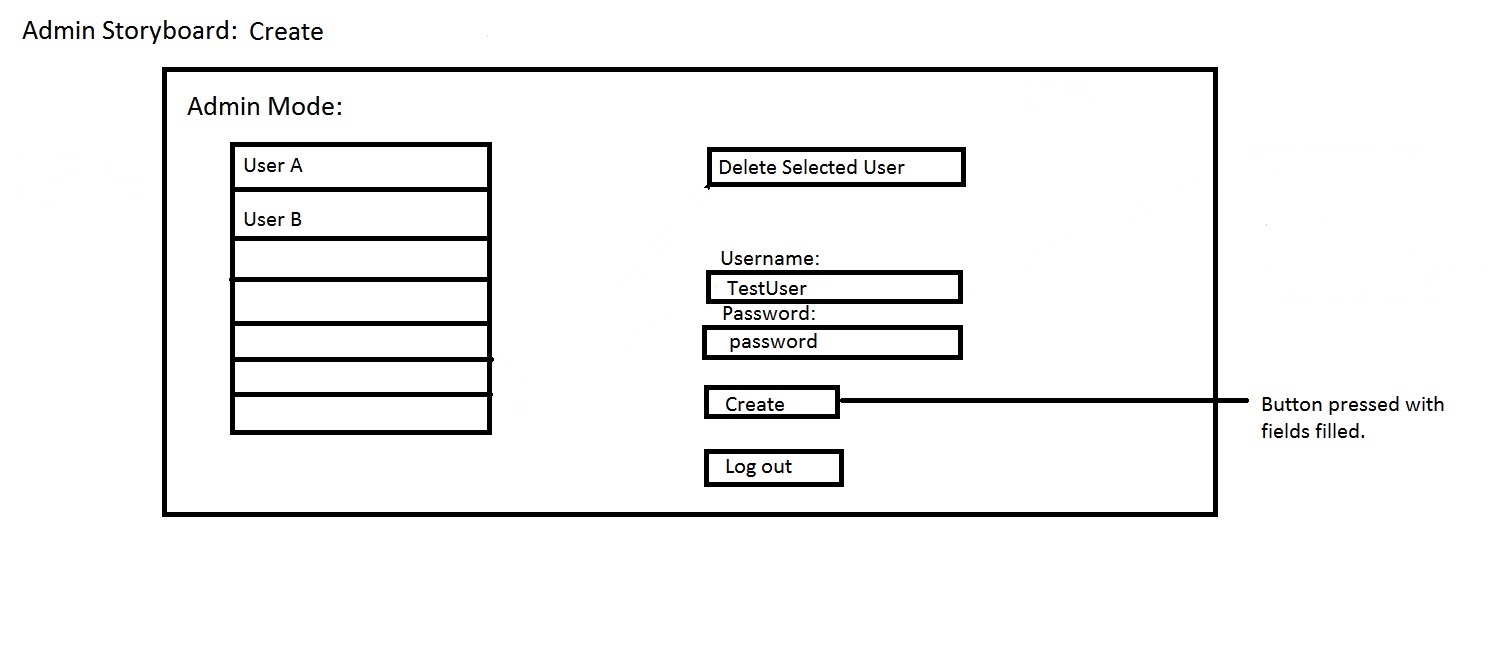 Admin Storyboard: Create
Admin Mode:
User A
User B
Delete Selected User
Username:
TestUser
Password:
password
Create
Log out
Button pressed with
fields filled.